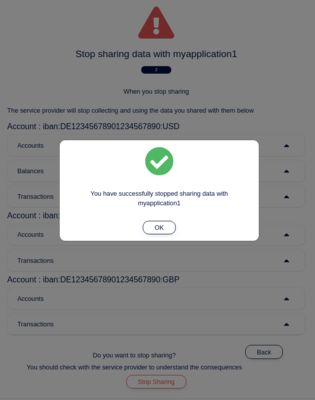 Stop sharing data with myapplication1
When you stop sharing
The service provider will stop collecting and using the data you shared with them below
Account : iban:DE12345678901234567890:USD
Accounts
Balances
Transactions
Account : iban:
Accounts
Transactions
Account : iban:DE12345678901234567890:GBP
Accounts
Transactions
You have successfully stopped sharing data with
myapplication1
OK
Do you want to stop sharing?
Back
You should check with the service provider to understand the consequences
Stop Sharing